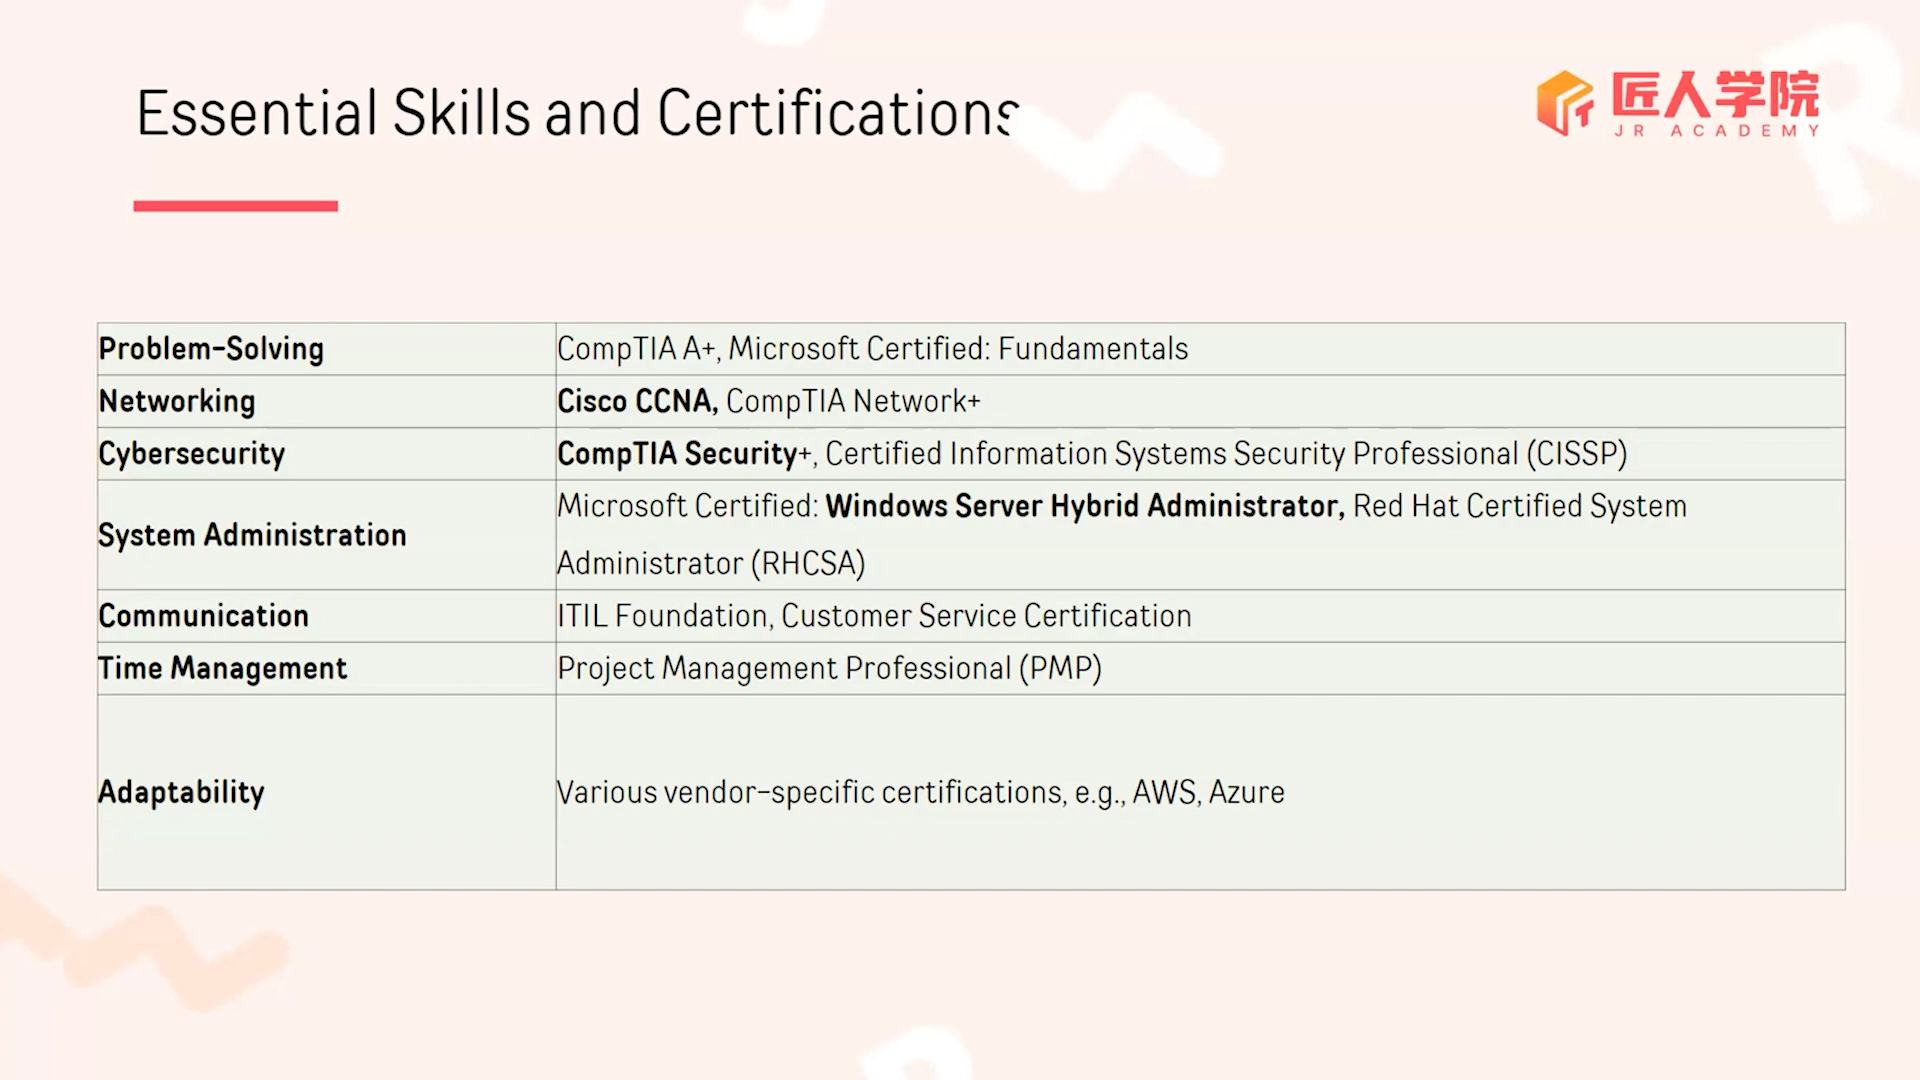 Essential Skills and Certifications
匠人学院
JR ACADEMY
Problem-Solving
CompTIA A+, Microsoft Certified: Fundamentals
Networking
Cisco CCNA, CompTIA Network+
Cybersecurity
CompTIA Security+, Certified Information Systems Security Professional (CISSP)
System Administration
Microsoft Certified: Windows Server Hybrid Administrator, Red Hat Certified System
Administrator (RHCSA)
Communication
ITIL Foundation, Customer Service Certification
Time Management
Project Management Professional (PMP)
Adaptability
Various vendor-specific certifications, e.g., AWS, Azure